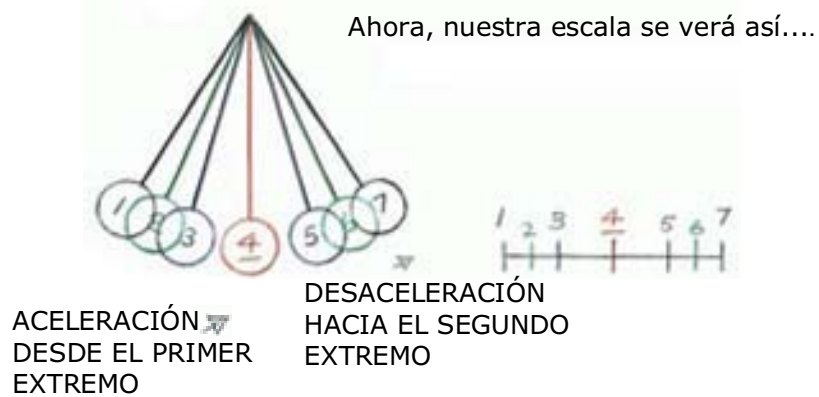 Ahora, nuestra escala se verá así....
1 2 3 4 5 6 7
1 2 3 4 5 6 7
DESACELERACIÓN
HACIA EL SEGUNDO
EXTREMO
ACELERACIÓN
DESDE EL PRIMER
EXTREMO